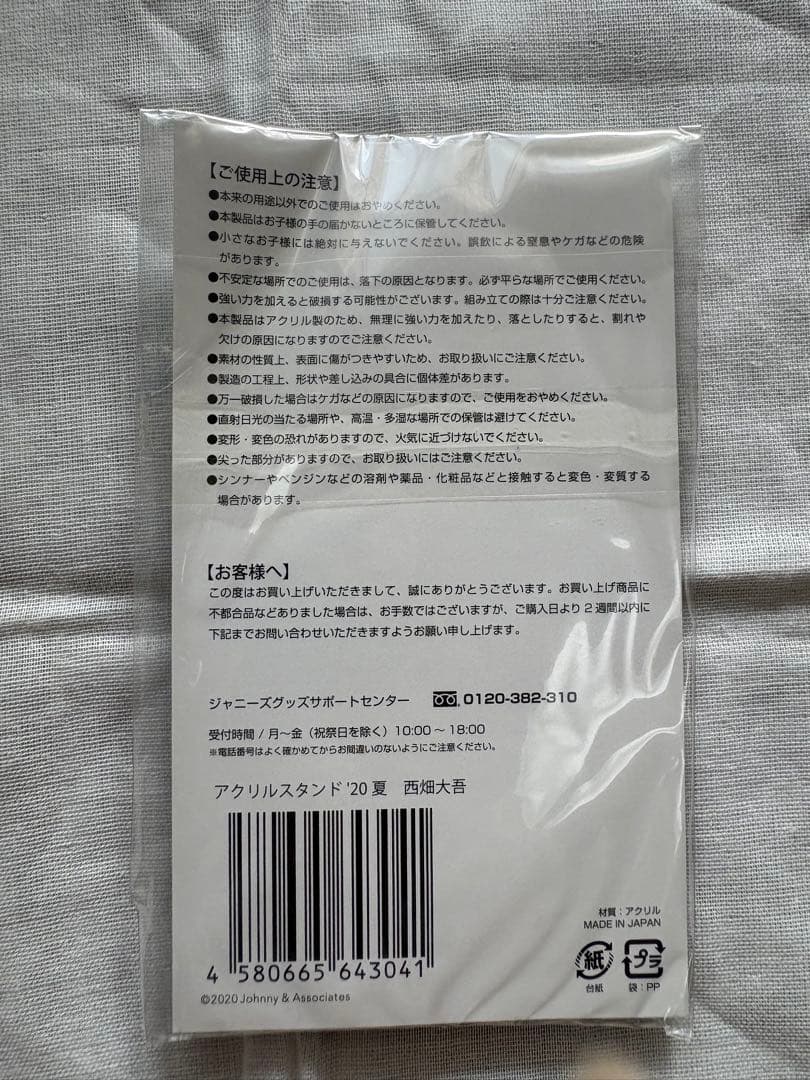 【ご使用上の注意】
●本来の用途以外でのご使用はおやめください。
●本製品はお子様の手の届かないところに保管してください。
●小さなお子様には絶対に与えないでください。誤飲による窒息やケガなどの危険
があります。
●不安定な場所でのご使用は、落下の原因となります。必ず平らな場所でご使用ください。
●強い力を加えると破損する可能性がございます。組み立ての際は十分ご注意ください。
●本製品はアクリル製のため、無理に強い力を加えたり、落としたりすると、割れや
欠けの原因になりますのでご注意ください。
●素材の性質上、表面に傷がつきやすいため、お取り扱いにご注意ください。
●製造の工程上、形状や差し込みの具合に個体差があります。
●万一破損した場合はケガなどの原因になりますので、ご使用をおやめください。
●直射日光の当たる場所や、高温・多湿な場所での保管は避けてください。
●変形・変色の恐れがありますので、火気に近づけないでください。
●尖った部分がありますので、お取り扱いにはご注意ください。
●シンナーやベンジンなどの溶剤や薬品・化粧品などと接触すると変色・変質する
場合があります。
【お客様へ】
この度はお買い上げいただきまして、誠にありがとうございます。お買い上げ商品に
不都合品などありました場合は、お手数ではございますが、ご購入日より2週間以内に
下記までお問い合わせいただきますようお願い申し上げます。
ジャニーズグッズサポートセンター 0120-382-310
受付時間 / 月～金（祝祭日を除く）10:00～18:00
※電話番号はよく確かめてからお間違いのないようにご注意ください。
アクリルスタンド '20 夏 西畑大吾
4 580665 643041
©2020 Johnny & Associates
材質：アクリル
MADE IN JAPAN
紙 プラ
台紙 袋：PP